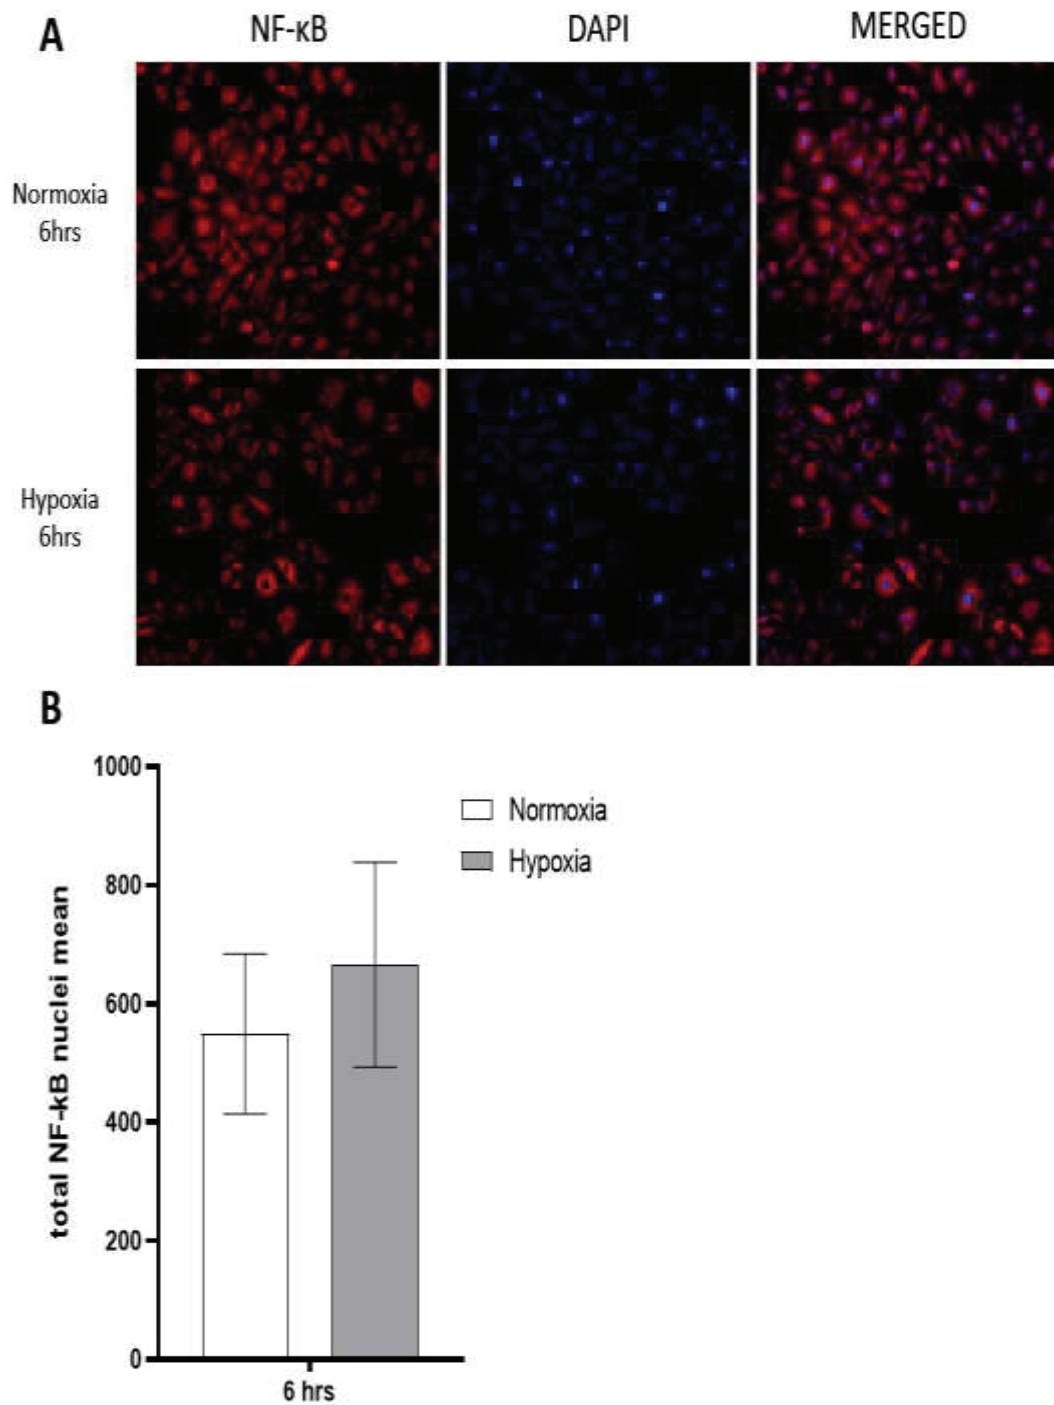 A
NF-κB
DAPI
MERGED
Normoxia
6hrs
Hypoxia
6hrs
B
1000
800
600
400
200
0
total NF-kB nuclei mean
6 hrs
Normoxia
Hypoxia